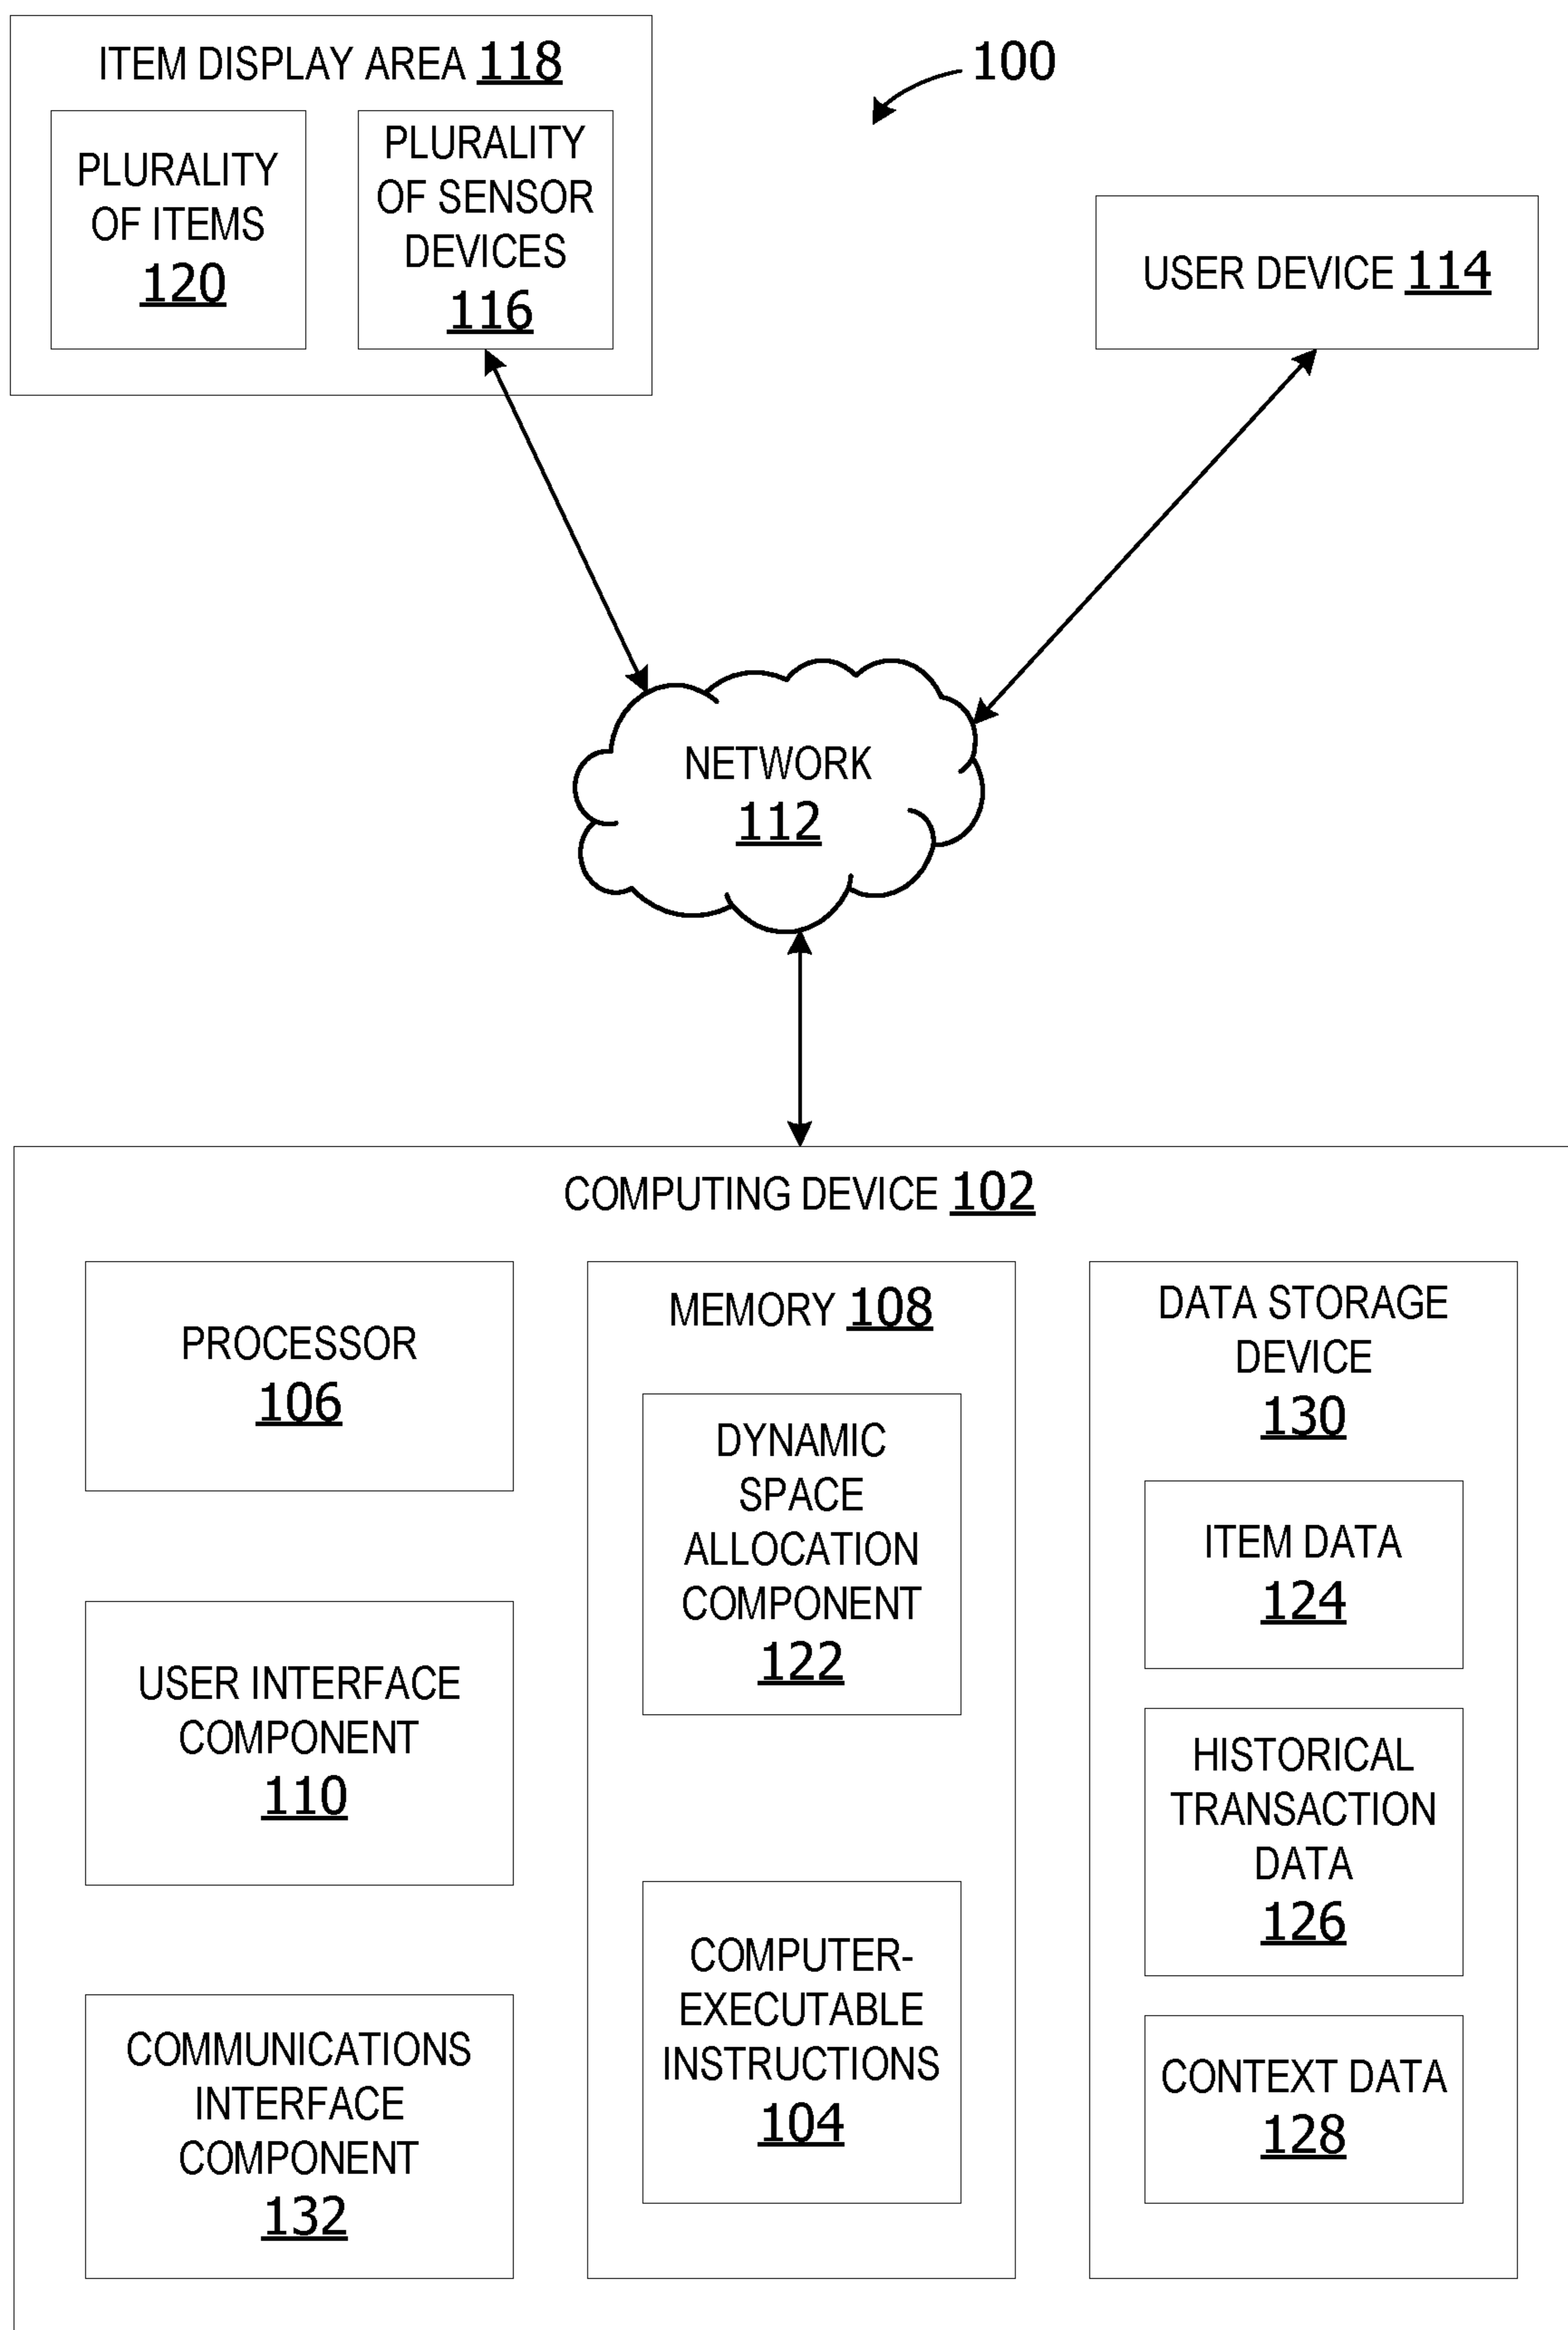 ITEM DISPLAY AREA 118
PLURALITY
OF ITEMS
120
PLURALITY
OF SENSOR
DEVICES
116
100
USER DEVICE 114
NETWORK
112
COMPUTING DEVICE 102
PROCESSOR
106
USER INTERFACE
COMPONENT
110
COMMUNICATIONS
INTERFACE
COMPONENT
132
MEMORY 108
DYNAMIC
SPACE
ALLOCATION
COMPONENT
122
COMPUTER-
EXECUTABLE
INSTRUCTIONS
104
DATA STORAGE
DEVICE
130
ITEM DATA
124
HISTORICAL
TRANSACTION
DATA
126
CONTEXT DATA
128